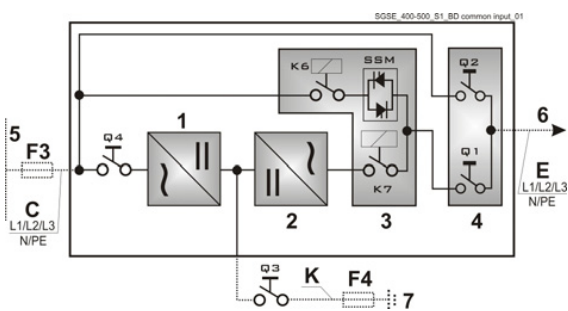 SGSE_400-500_S1_BD common input_01
K6
SSM
Q2
5
F3
Q4
1
6
Q1
E
L1/L2/L3
N/PE
C
L1/L2/L3
N/PE
K7
2
3
4
Q3
K
F4
7